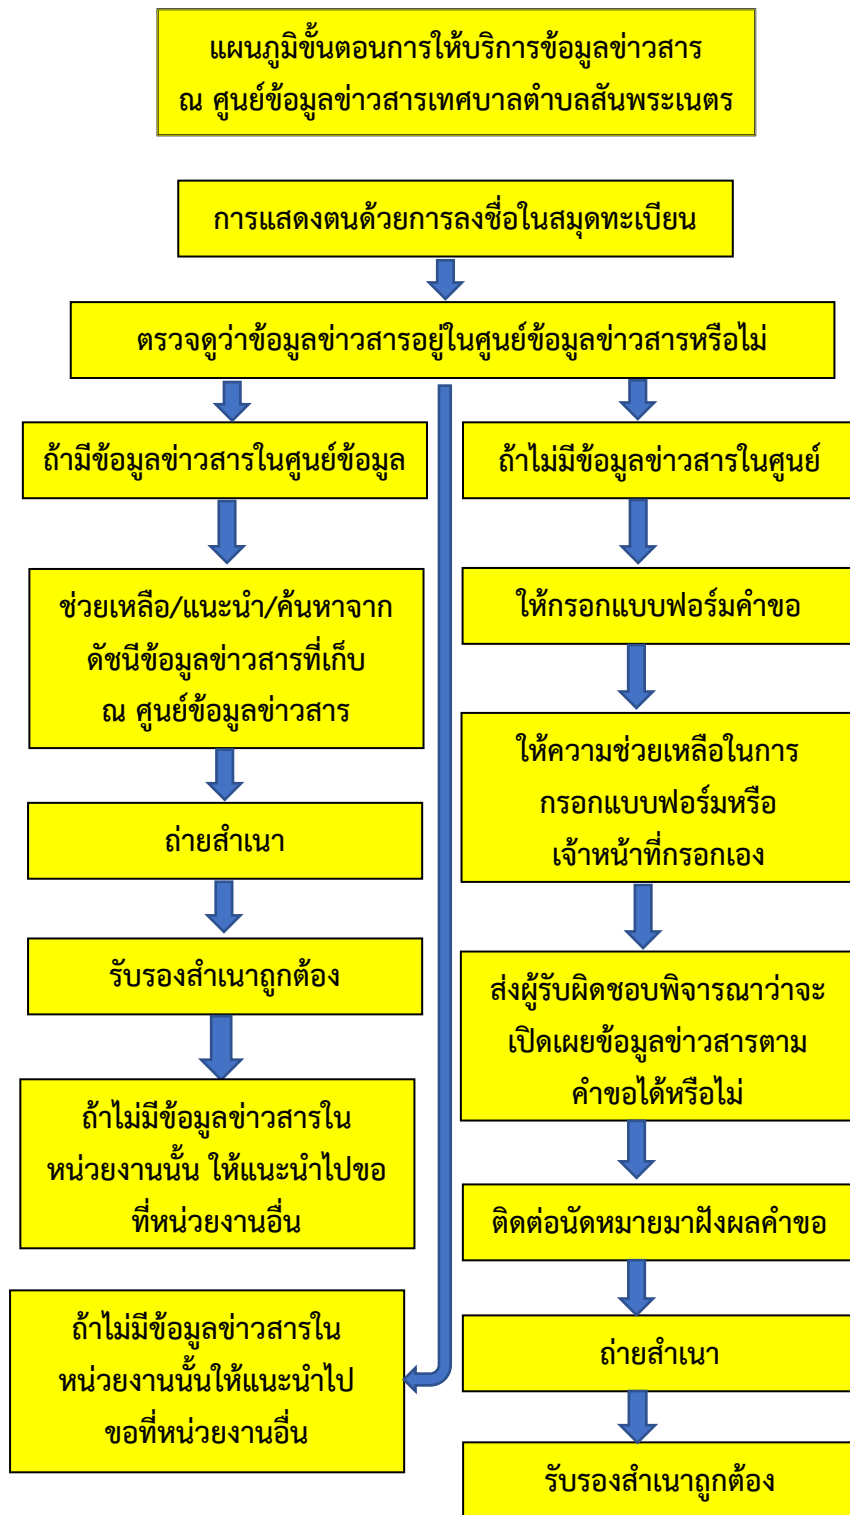 แผนภูมิขั้นตอนการให้บริการข้อมูลข่าวสาร
ณ ศูนย์ข้อมูลข่าวสารเทศบาลตำบลสันพระเนตร
การแสดงตนด้วยการลงชื่อในสมุดทะเบียน
ตรวจดูว่าข้อมูลข่าวสารอยู่ในศูนย์ข้อมูลข่าวสารหรือไม่
ถ้ามีข้อมูลข่าวสารในศูนย์ข้อมูล
ช่วยเหลือ/แนะนำ/ค้นหาจาก
ดัชนีข้อมูลข่าวสารที่เก็บ
ณ ศูนย์ข้อมูลข่าวสาร
ถ่ายสำเนา
รับรองสำเนาถูกต้อง
ถ้าไม่มีข้อมูลข่าวสารใน
หน่วยงานนั้น ให้แนะนำไปขอ
ที่หน่วยงานอื่น
ถ้าไม่มีข้อมูลข่าวสารใน
หน่วยงานนั้นให้แนะนำไป
ขอที่หน่วยงานอื่น
ถ้าไม่มีข้อมูลข่าวสารในศูนย์
ให้กรอกแบบฟอร์มคำขอ
ให้ความช่วยเหลือในการ
กรอกแบบฟอร์มหรือ
เจ้าหน้าที่กรอกเอง
ส่งผู้รับผิดชอบพิจารณาว่าจะ
เปิดเผยข้อมูลข่าวสารตาม
คำขอได้หรือไม่
ติดต่อนัดหมายมาฝังผลคำขอ
ถ่ายสำเนา
รับรองสำเนาถูกต้อง